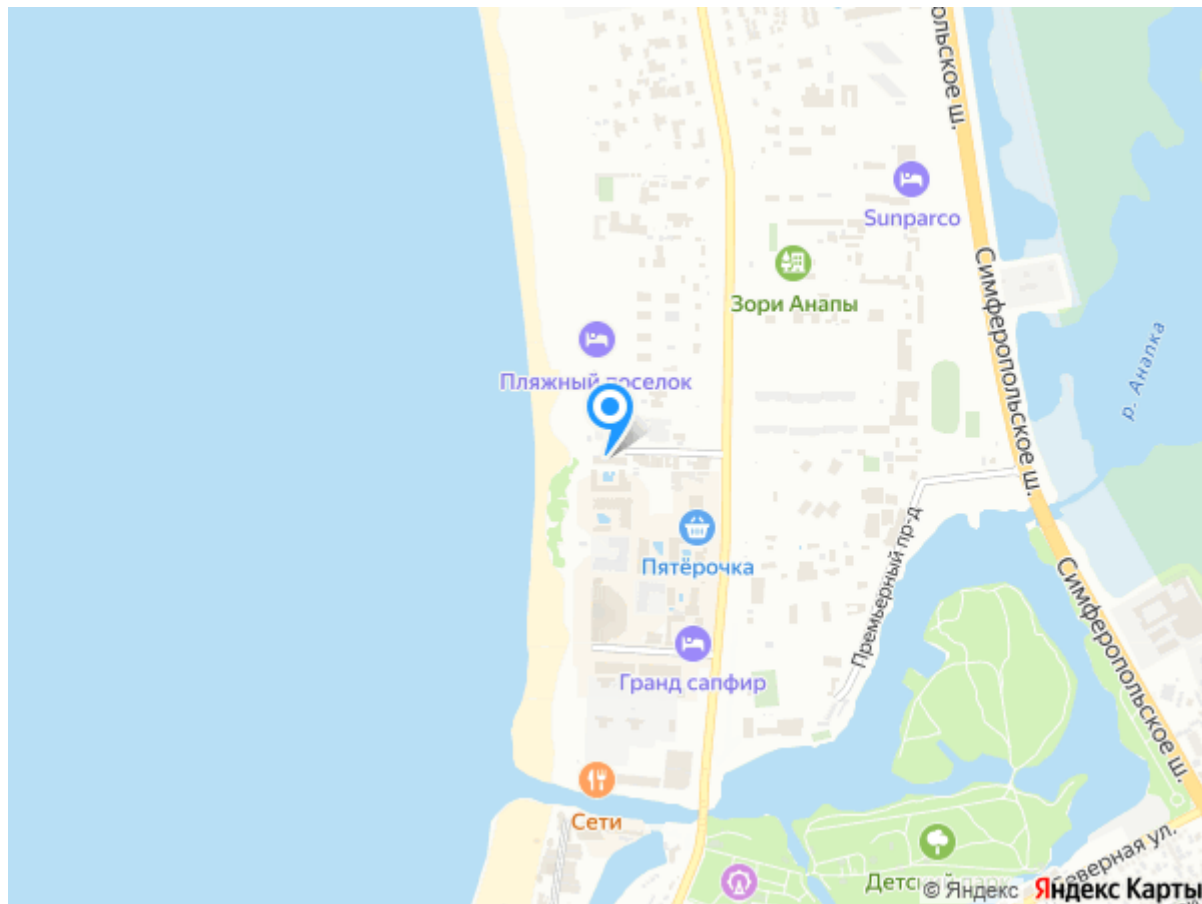 ольское ш.
Sunparco
Зори Анапы
Симферопольское ш.
р. Анапка
Пляжный поселок
Пятёрочка
Премьерный пр-д
Симферопольское ш.
Гранд сапфир
Сети
Северная ул.
Детский парк
© Яндекс Яндекс Карты